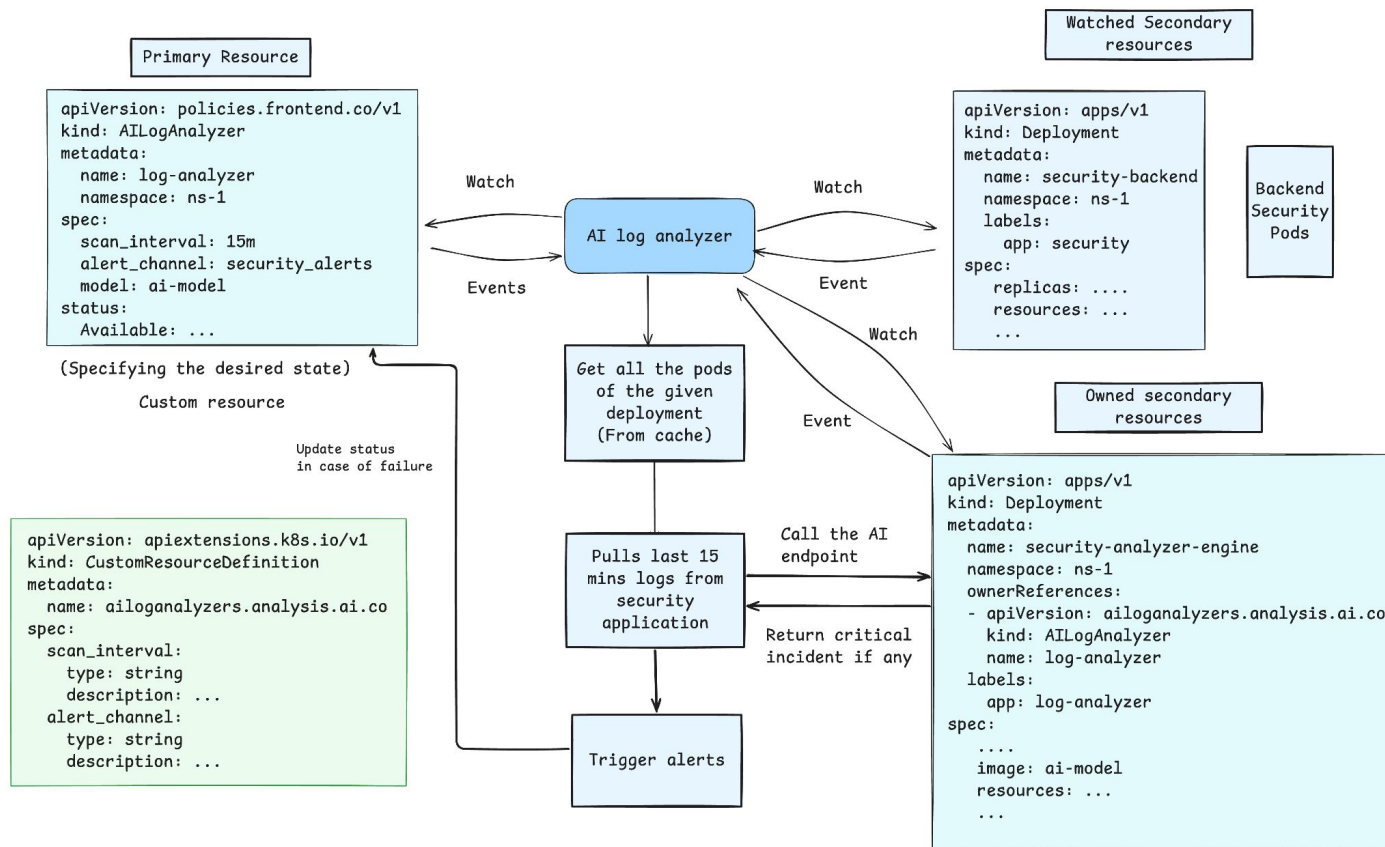 Primary Resource
apiVersion: policies.frontend.co/v1
kind: AILogAnalyzer
metadata:
  name: log-analyzer
  namespace: ns-1
spec:
  scan_interval: 15m
  alert_channel: security_alerts
  model: ai-model
status:
  Available: ...
(Specifying the desired state)
Custom resource
Watch
Events
AI log analyzer
Watch
Event
Watched Secondary
resources
apiVersion: apps/v1
kind: Deployment
metadata:
  name: security-backend
  namespace: ns-1
  labels:
    app: security
spec:
   replicas: ....
   resources: ...
   ...
Backend
Security
Pods
Watch
Event
Get all the pods
of the given
deployment
(From cache)
Owned secondary
resources
Update status
in case of failure
apiVersion: apiextensions.k8s.io/v1
kind: CustomResourceDefinition
metadata:
  name: ailoganalyzers.analysis.ai.co
spec:
  scan_interval:
    type: string
    description: ...
  alert_channel:
    type: string
    description: ...
Pulls last 15
mins logs from
security
application
Call the AI
endpoint
Return critical
incident if any
Trigger alerts
apiVersion: apps/v1
kind: Deployment
metadata:
  name: security-analyzer-engine
  namespace: ns-1
  ownerReferences:
  - apiVersion: ailoganalyzers.analysis.ai.co
    kind: AILogAnalyzer
    name: log-analyzer
  labels:
    app: log-analyzer
spec:
   ....
   image: ai-model
   resources: ...
   ...